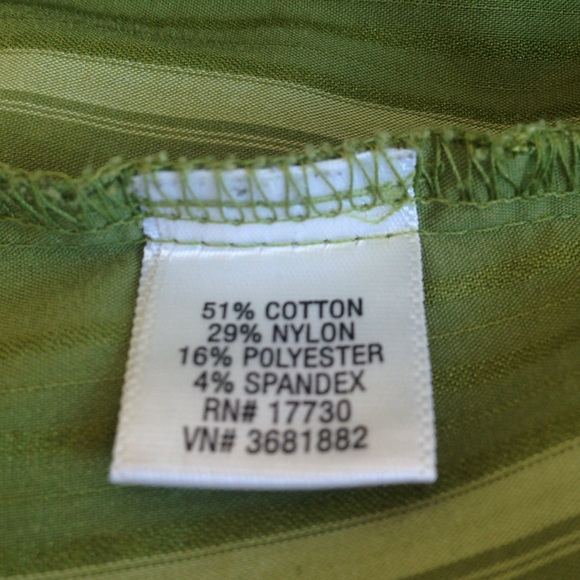 51% COTTON
29% NYLON
16% POLYESTER
4% SPANDEX
RN# 17730
VN# 3681882